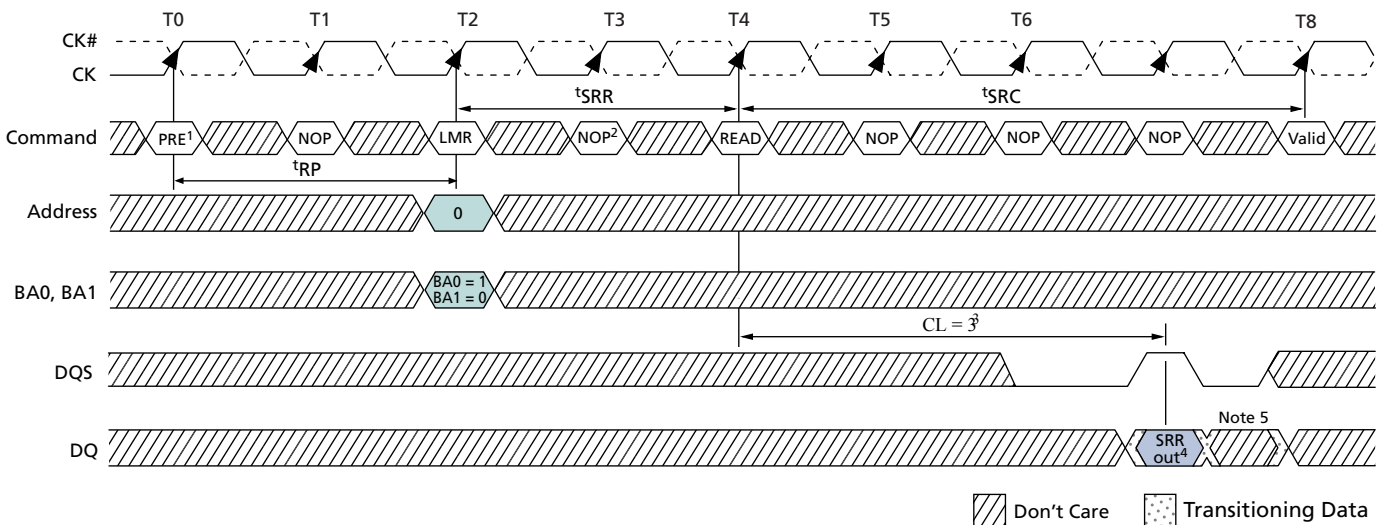 T0 T1 T2 T3 T4 T5 T6 T8
CK#
CK
tSRR tSRC
Command PRE1 NOP LMR NOP2 READ NOP NOP NOP Valid
tRP
Address 0
BA0, BA1 BA0 = 1
BA1 = 0
CL = 33
DQS
Note 5
DQ SRR
out4
Don't Care Transitioning Data